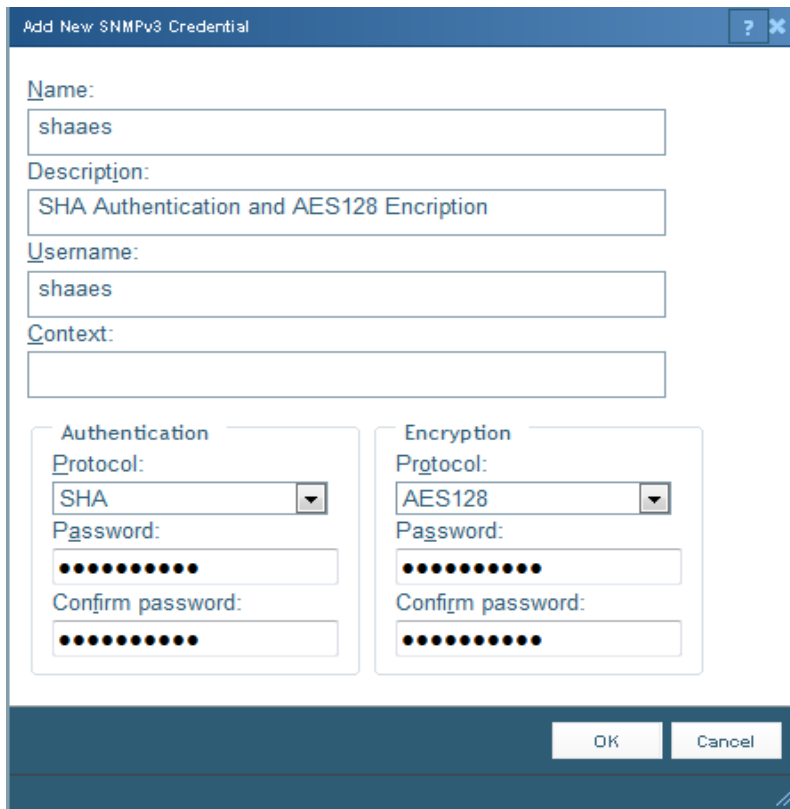 Add New SNMPv3 Credential ?
Name:
shaaes
Description:
SHA Authentication and AES128 Encription
Username:
shaaes
Context:
Authentication
Protocol:
SHA
Password:
●●●●●●●●●●
Confirm password:
●●●●●●●●●●
Encryption
Protocol:
AES128
Password:
●●●●●●●●●●
Confirm password:
●●●●●●●●●●
OK Cancel